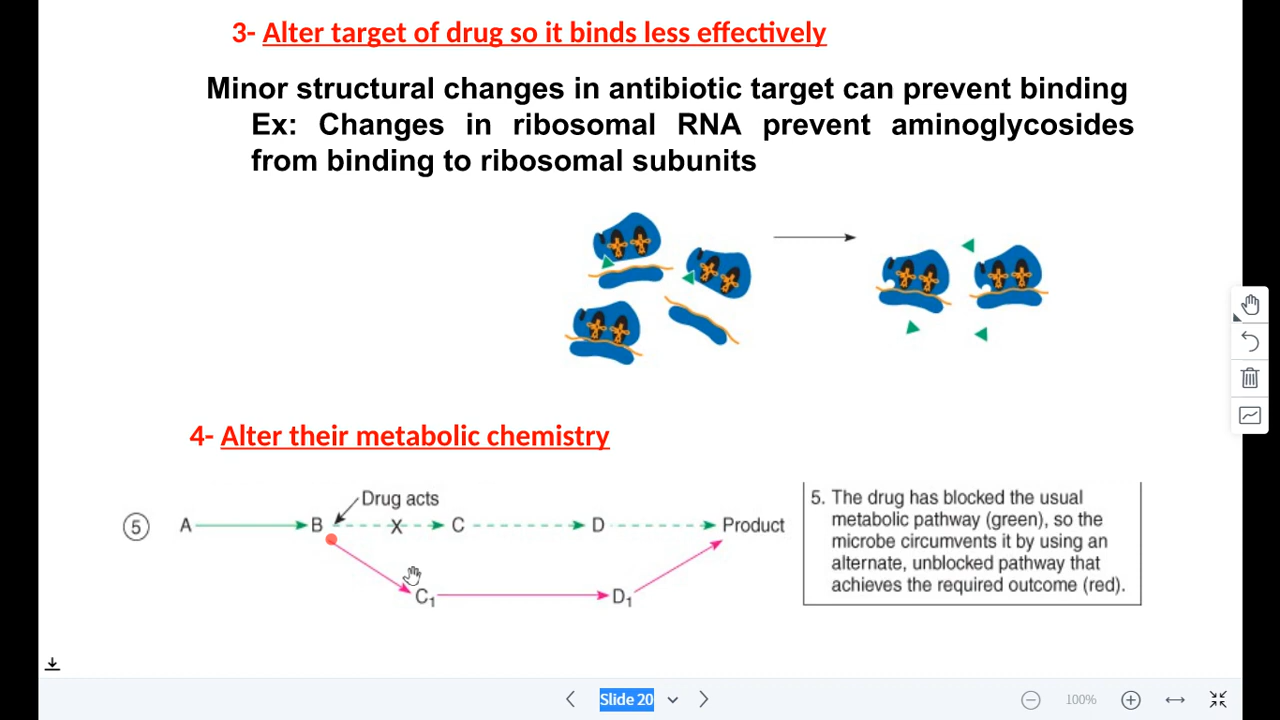 3- Alter target of drug so it binds less effectively
Minor structural changes in antibiotic target can prevent binding
Ex: Changes in ribosomal RNA prevent aminoglycosides
from binding to ribosomal subunits
4- Alter their metabolic chemistry
Drug acts
5 A B X C D Product
C1 D1
5. The drug has blocked the usual
metabolic pathway (green), so the
microbe circumvents it by using an
alternate, unblocked pathway that
achieves the required outcome (red).
Slide 20
100%